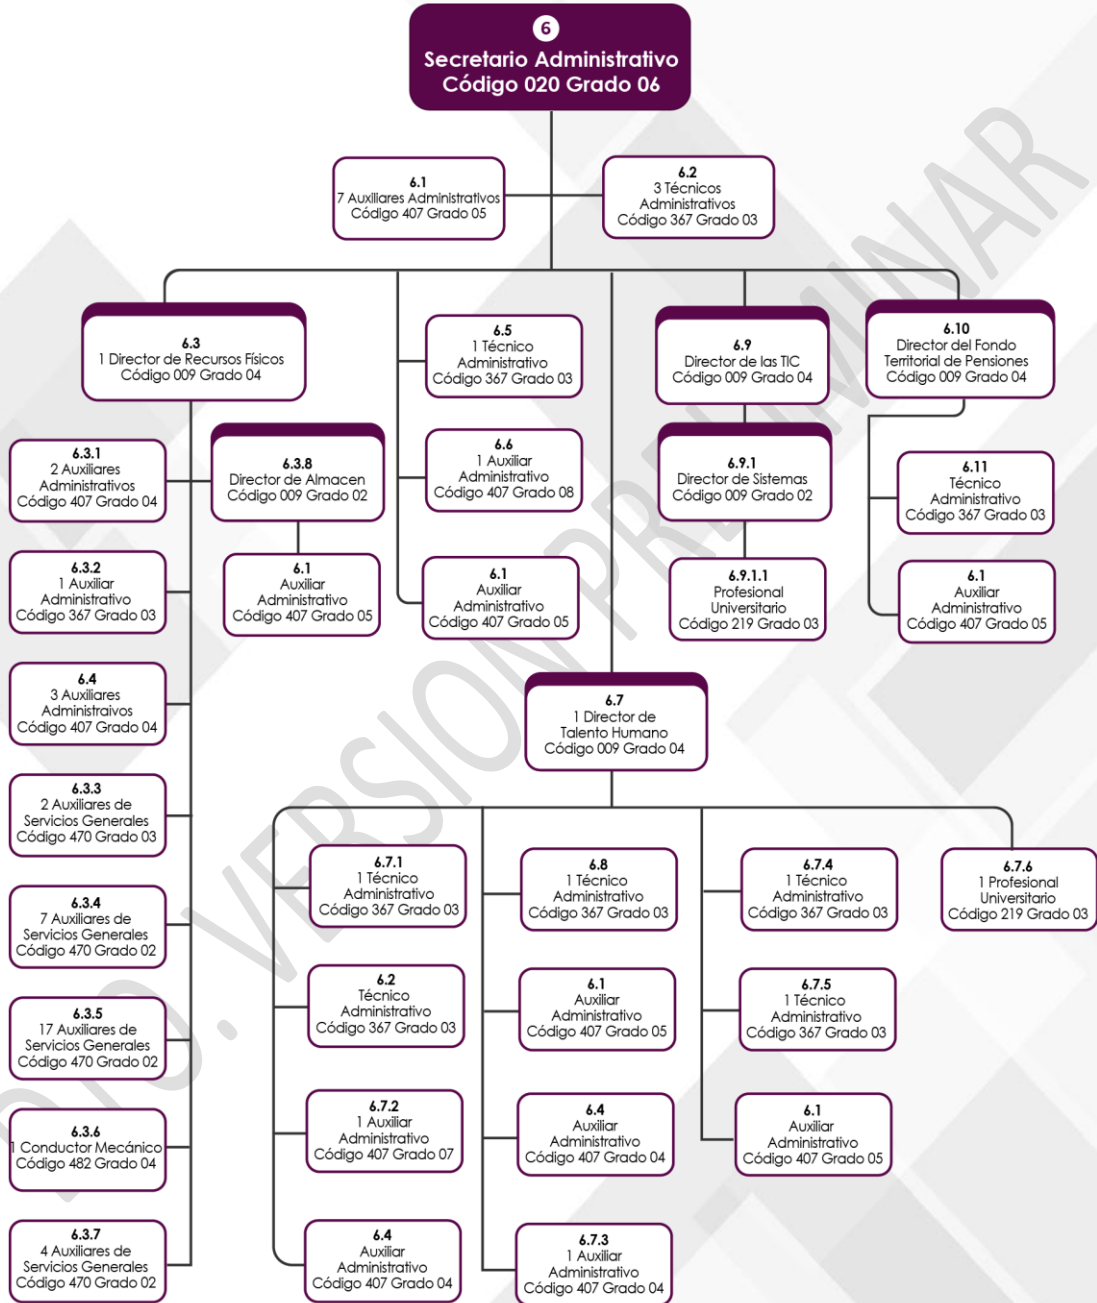 6
Secretario Administrativo
Código 020 Grado 06
6.1
7 Auxiliares Administrativos
Código 407 Grado 05
6.2
3 Técnicos
Administrativos
Código 367 Grado 03
6.3
1 Director de Recursos Físicos
Código 009 Grado 04
6.5
1 Técnico
Administrativo
Código 367 Grado 03
6.9
Director de las TIC
Código 009 Grado 04
6.10
Director del Fondo
Territorial de Pensiones
Código 009 Grado 04
6.3.1
2 Auxiliares
Administrativos
Código 407 Grado 04
6.3.8
Director de Almacen
Código 009 Grado 02
6.6
1 Auxiliar
Administrativo
Código 407 Grado 08
6.9.1
Director de Sistemas
Código 009 Grado 02
6.11
Técnico
Administrativo
Código 367 Grado 03
6.3.2
1 Auxiliar
Administrativo
Código 367 Grado 03
6.1
Auxiliar
Administrativo
Código 407 Grado 05
6.1
Auxiliar
Administrativo
Código 407 Grado 05
6.9.1.1
Profesional
Universitario
Código 219 Grado 03
6.1
Auxiliar
Administrativo
Código 407 Grado 05
6.4
3 Auxiliares
Administraivos
Código 407 Grado 04
6.7
1 Director de
Talento Humano
Código 009 Grado 04
6.3.3
2 Auxiliares de
Servicios Generales
Código 470 Grado 03
6.7.1
1 Técnico
Administrativo
Código 367 Grado 03
6.8
1 Técnico
Administrativo
Código 367 Grado 03
6.7.4
1 Técnico
Administrativo
Código 367 Grado 03
6.7.6
1 Profesional
Universitario
Código 219 Grado 03
6.3.4
7 Auxiliares de
Servicios Generales
Código 470 Grado 02
6.2
Técnico
Administrativo
Código 367 Grado 03
6.1
Auxiliar
Administrativo
Código 407 Grado 05
6.7.5
1 Técnico
Administrativo
Código 367 Grado 03
6.3.5
17 Auxiliares de
Servicios Generales
Código 470 Grado 02
6.7.2
1 Auxiliar
Administrativo
Código 407 Grado 07
6.4
Auxiliar
Administrativo
Código 407 Grado 04
6.1
Auxiliar
Administrativo
Código 407 Grado 05
6.3.6
1 Conductor Mecánico
Código 482 Grado 04
6.3.7
4 Auxiliares de
Servicios Generales
Código 470 Grado 02
6.4
Auxiliar
Administrativo
Código 407 Grado 04
6.7.3
1 Auxiliar
Administrativo
Código 407 Grado 04
VERSION PRELIMINAR